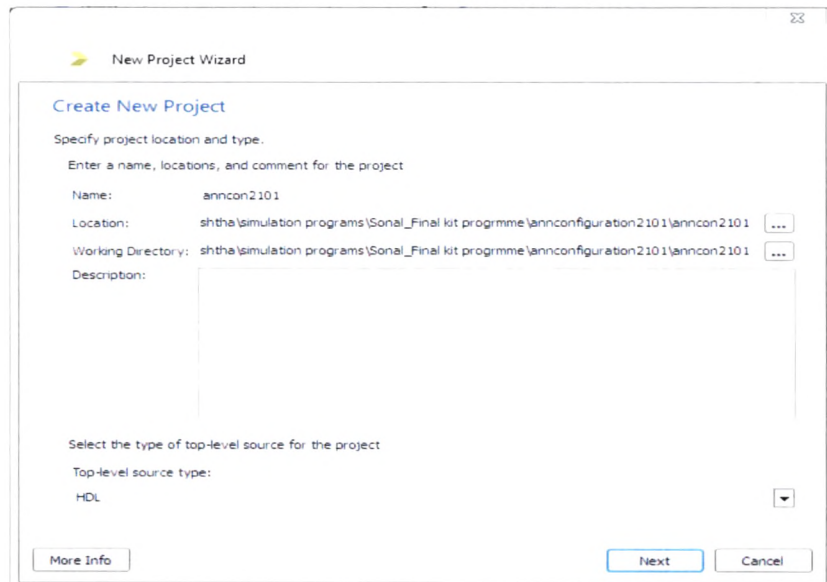 New Project Wizard
Create New Project
Specify project location and type.
Enter a name, locations, and comment for the project
Name: anncon2101
Location: shtha\simulation programs\Sonal_Final kit progrmme\annconfiguration2101\anncon2101 ...
Working Directory: shtha\simulation programs\Sonal_Final kit progrmme\annconfiguration2101\anncon2101 ...
Description:
Select the type of top-level source for the project
Top-level source type:
HDL
More Info Next Cancel